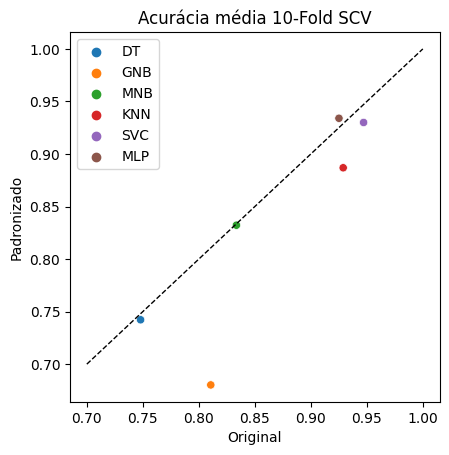 Acurácia média 10-Fold SCV
DT
GNB
MNB
KNN
SVC
MLP
1.00
0.95
0.90
0.85
0.80
0.75
0.70
Padronizado
0.70 0.75 0.80 0.85 0.90 0.95 1.00
Original